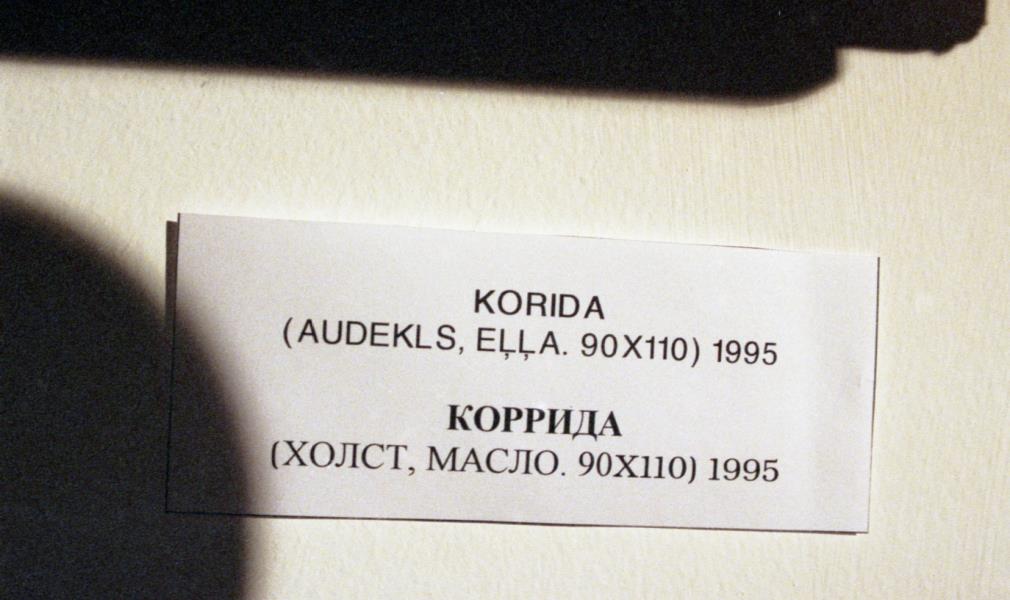 KORIDA
(AUDEKLS, EĻĻA. 90X110) 1995
КОРРИДА
(ХОЛСТ, МАСЛО. 90X110) 1995